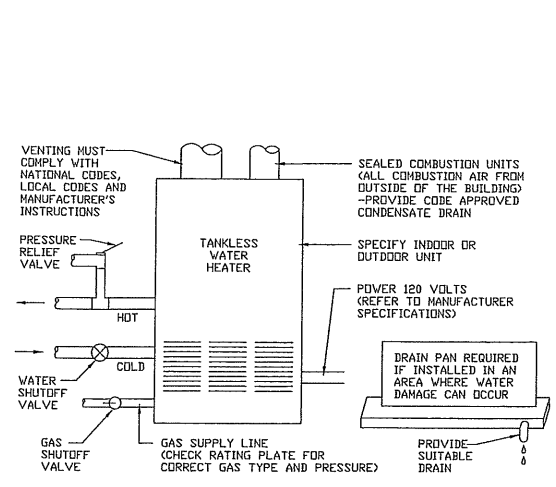 VENTING MUST
COMPLY WITH
NATIONAL CODES,
LOCAL CODES AND
MANUFACTURER'S
INSTRUCTIONS
SEALED COMBUSTION UNITS
(ALL COMBUSTION AIR FROM
OUTSIDE OF THE BUILDING)
-PROVIDE CODE APPROVED
CONDENSATE DRAIN
PRESSURE
RELIEF
VALVE
TANKLESS
WATER
HEATER
SPECIFY INDOOR OR
OUTDOOR UNIT
POWER 120 VOLTS
(REFER TO MANUFACTURER
SPECIFICATIONS)
HOT
COLD
WATER
SHUTOFF
VALVE
DRAIN PAN REQUIRED
IF INSTALLED IN AN
AREA WHERE WATER
DAMAGE CAN OCCUR
GAS
SHUTOFF
VALVE
GAS SUPPLY LINE
(CHECK RATING PLATE FOR
CORRECT GAS TYPE AND PRESSURE)
PROVIDE
SUITABLE
DRAIN